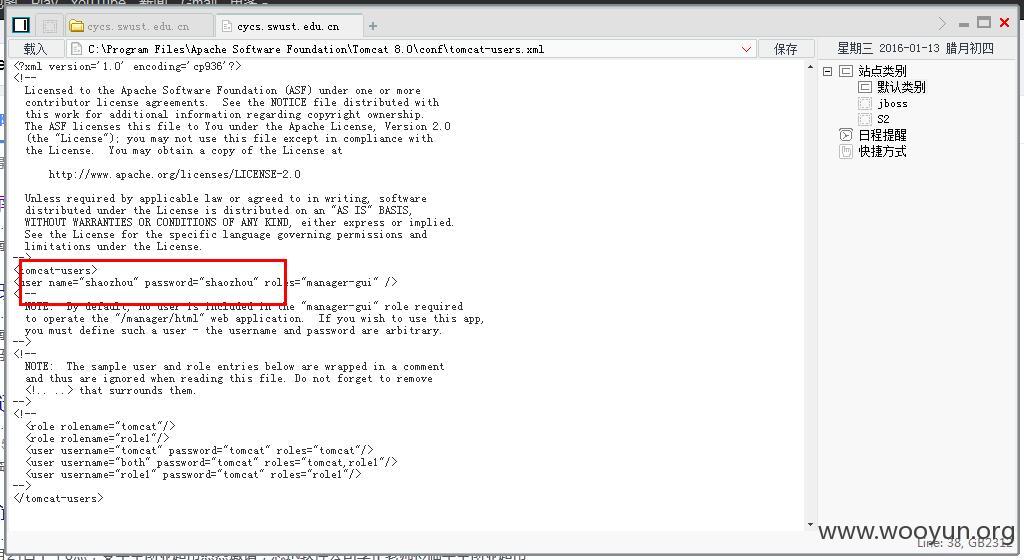 cycs.swust.edu.cn
cycs.swust.edu.cn
载入
C:\Program Files\Apache Software Foundation\Tomcat 8.0\conf\tomcat-users.xml
保存
星期三 2016-01-13 腊月初四
<?xml version='1.0' encoding='cp936'?>
<!--
Licensed to the Apache Software Foundation (ASF) under one or more
contributor license agreements.  See the NOTICE file distributed with
this work for additional information regarding copyright ownership.
The ASF licenses this file to You under the Apache License, Version 2.0
(the "License"); you may not use this file except in compliance with
the License.  You may obtain a copy of the License at
http://www.apache.org/licenses/LICENSE-2.0
Unless required by applicable law or agreed to in writing, software
distributed under the License is distributed on an "AS IS" BASIS,
WITHOUT WARRANTIES OR CONDITIONS OF ANY KIND, either express or implied.
See the License for the specific language governing permissions and
limitations under the License.
-->
<tomcat-users>
<user name="shaozhou" password="shaozhou" roles="manager-gui" />
<!--
NOTE:  By default, no user is included in the "manager-gui" role required
to operate the "/manager/html" web application.  If you wish to use this app,
you must define such a user - the username and password are arbitrary.
-->
<!--
NOTE:  The sample user and role entries below are wrapped in a comment
and thus are ignored when reading this file. Do not forget to remove
<!.. ..> that surrounds them.
-->
<!--
<role rolename="tomcat"/>
<role rolename="role1"/>
<user username="tomcat" password="tomcat" roles="tomcat"/>
<user username="both" password="tomcat" roles="tomcat,role1"/>
<user username="role1" password="tomcat" roles="role1"/>
-->
</tomcat-users>
站点类别
默认类别
jboss
S2
日程提醒
快捷方式
www.wooyun.org
Line: 38, GB2312